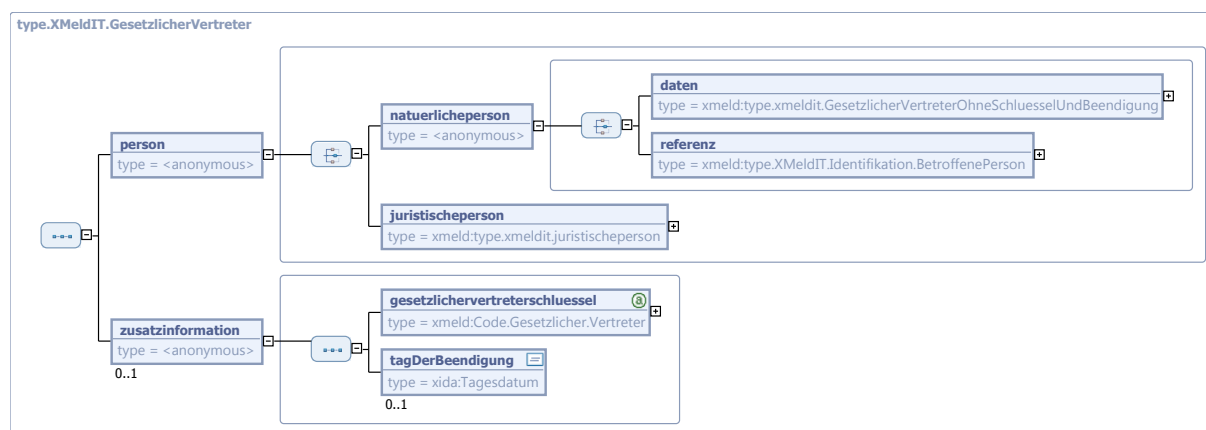 type.XMeldIT.GesetzlicherVertreter
person
type = <anonymous>
natuerlicheperson
type = <anonymous>
daten
type = xmeld:type.xmeldit.GesetzlicherVertreterOhneSchluesselUndBeendigung
referenz
type = xmeld:type.XMeldIT.Identifikation.BetroffenePerson
juristischeperson
type = xmeld:type.xmeldit.juristischeperson
zusatzinformation
type = <anonymous>
0..1
gesetzlichervertreterschluessel a
type = xmeld:Code.Gesetzlicher.Vertreter
tagDerBeendigung
type = xida:Tagesdatum
0..1